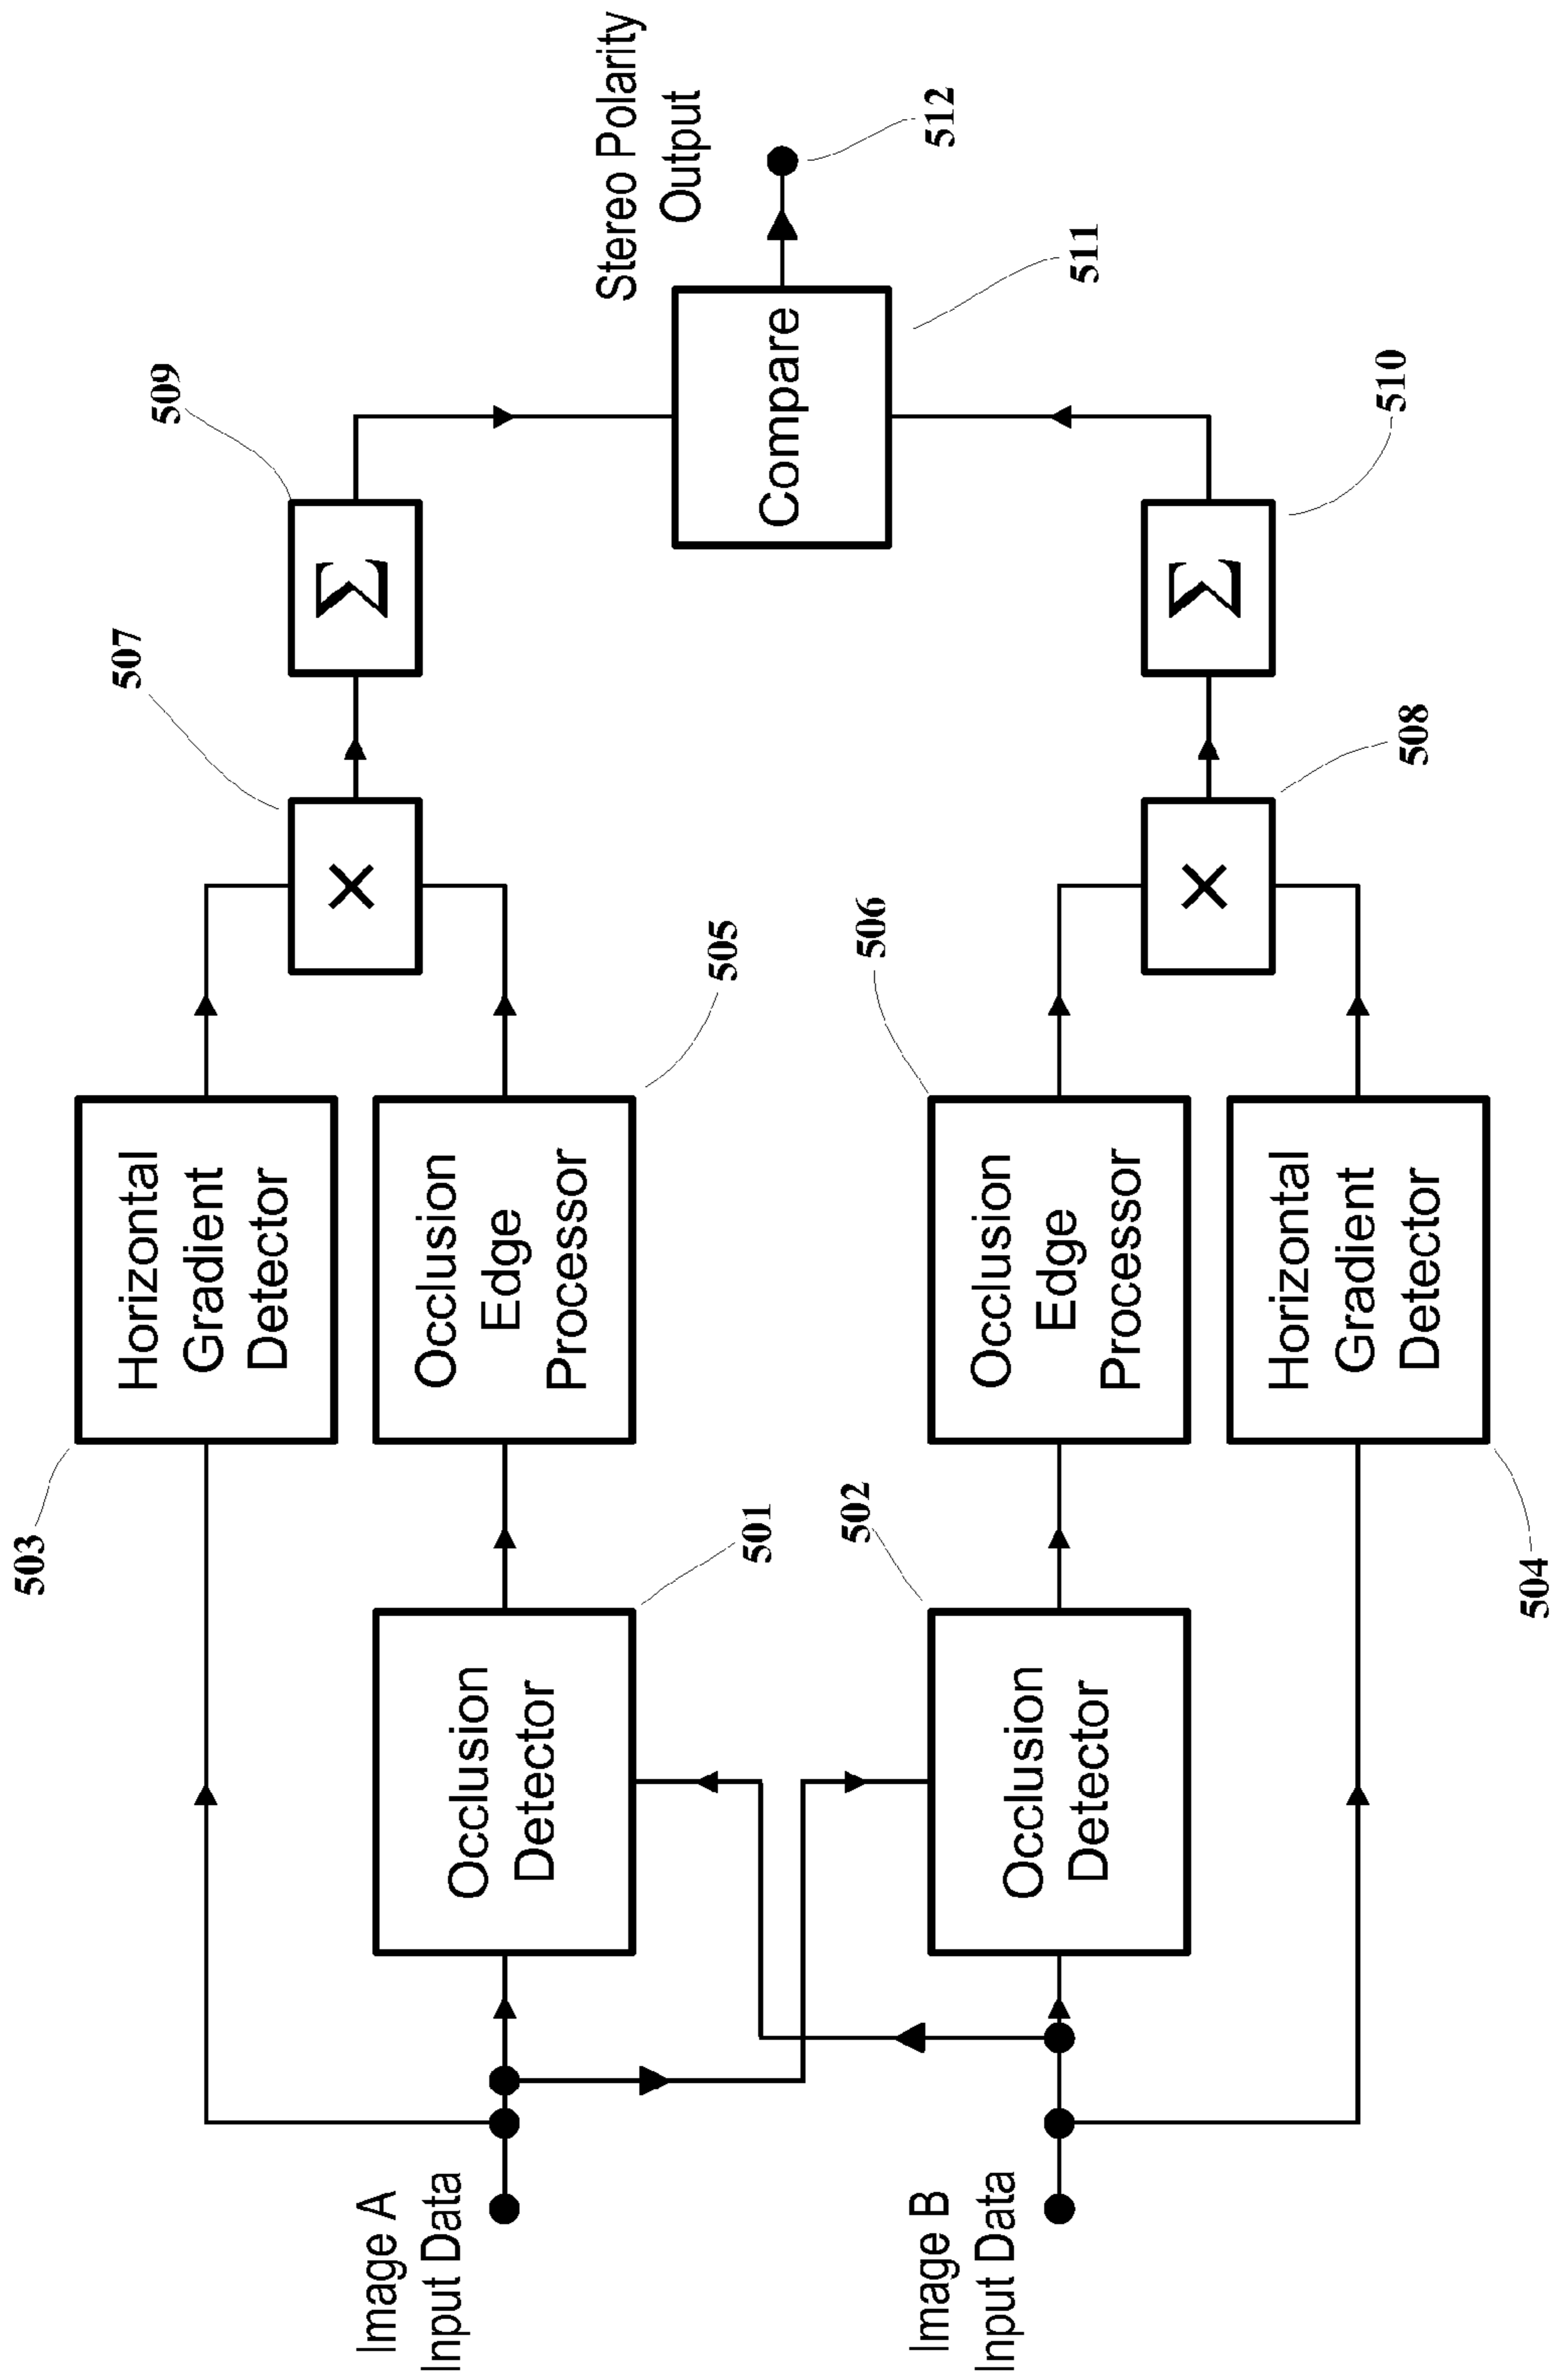 503
Horizontal
Gradient
Detector
507
×
509
Σ
Image A
Input Data
Occlusion
Detector
501
Occlusion
Edge
Processor
505
Compare
511
Stereo Polarity
Output
512
Image B
Input Data
502
Occlusion
Detector
506
Occlusion
Edge
Processor
504
Horizontal
Gradient
Detector
×
508
Σ
510